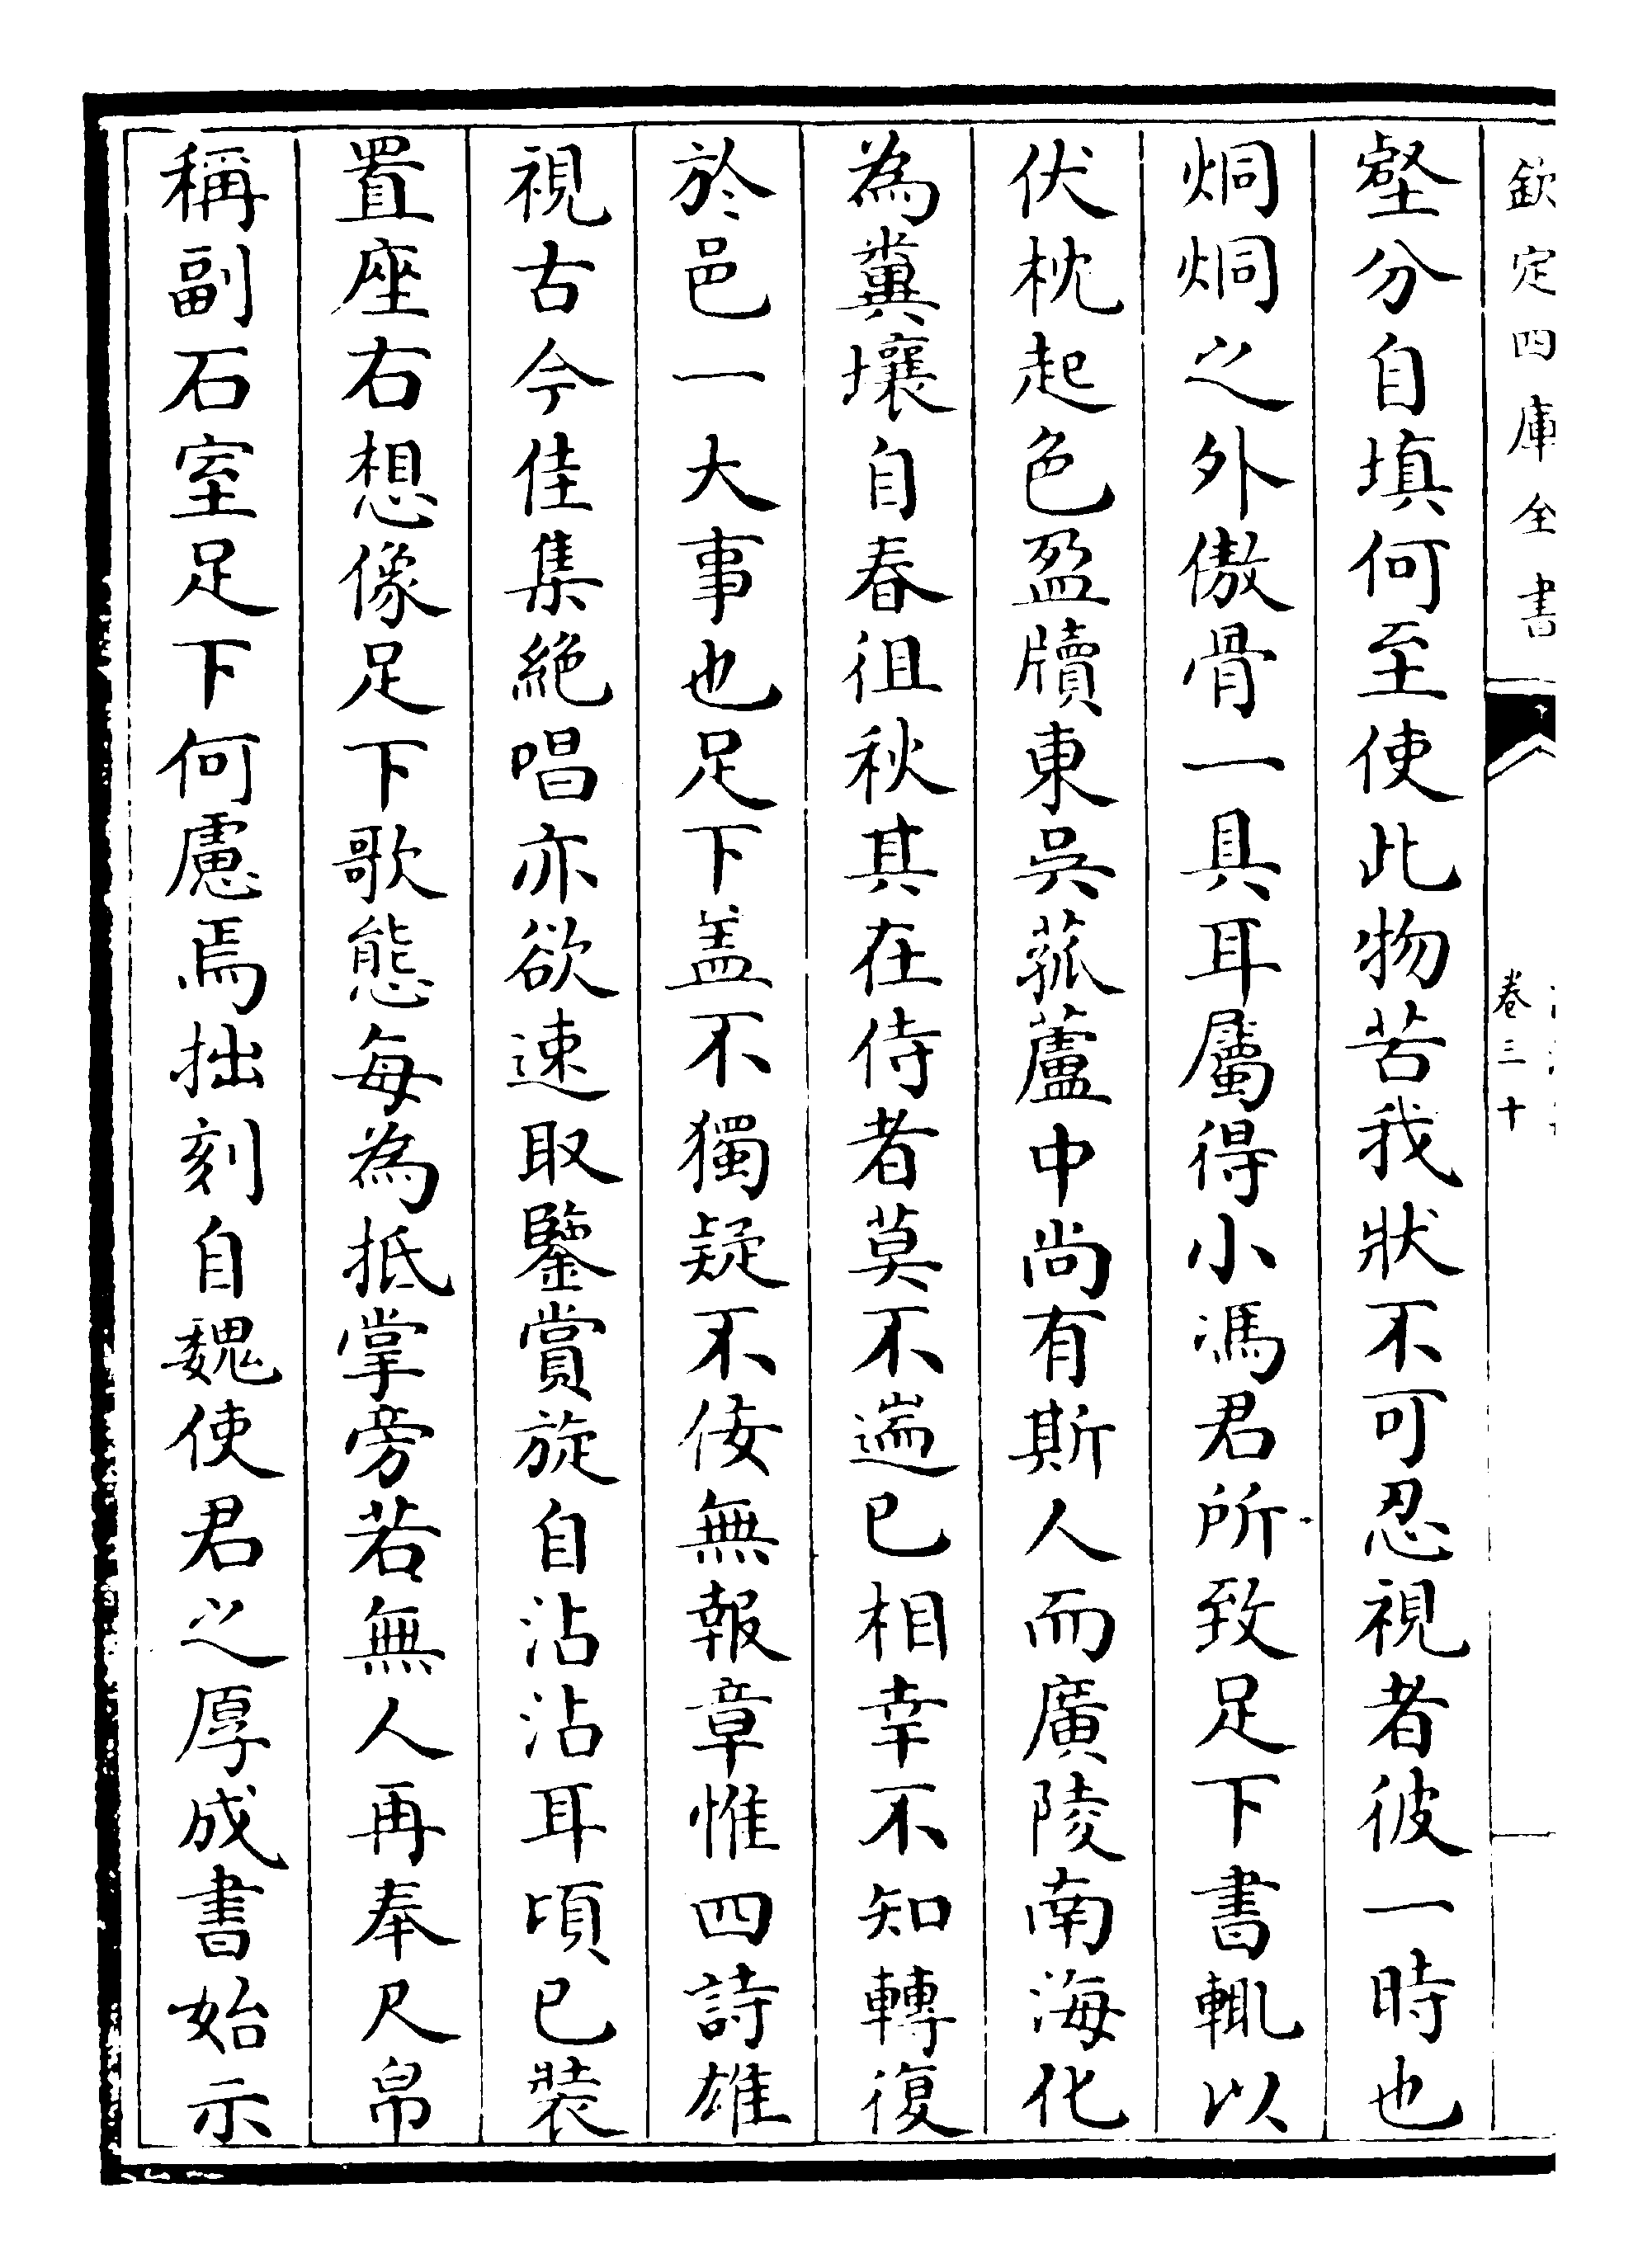 欽定四庫全書
卷三十
壑分自填何至使此物苦我狀不可忍視者彼一時也
炯炯之外傲骨一具耳屬得小馮君所致足下書輒以
伏枕起色盈牘東吳菰蘆中尚有斯人而廣陵南海化
為糞壤自春徂秋其在侍者莫不遄已相幸不知轉復
於邑一大事也足下盖不獨疑不佞無報章惟四詩雄
視古今佳集絶唱亦欲速取鑒賞旋自沾沾耳頃已裝
置座右想像足下歌態每為抵掌旁若無人再奉尺帛
稱副石室足下何慮焉拙刻自魏使君之厚成書始示